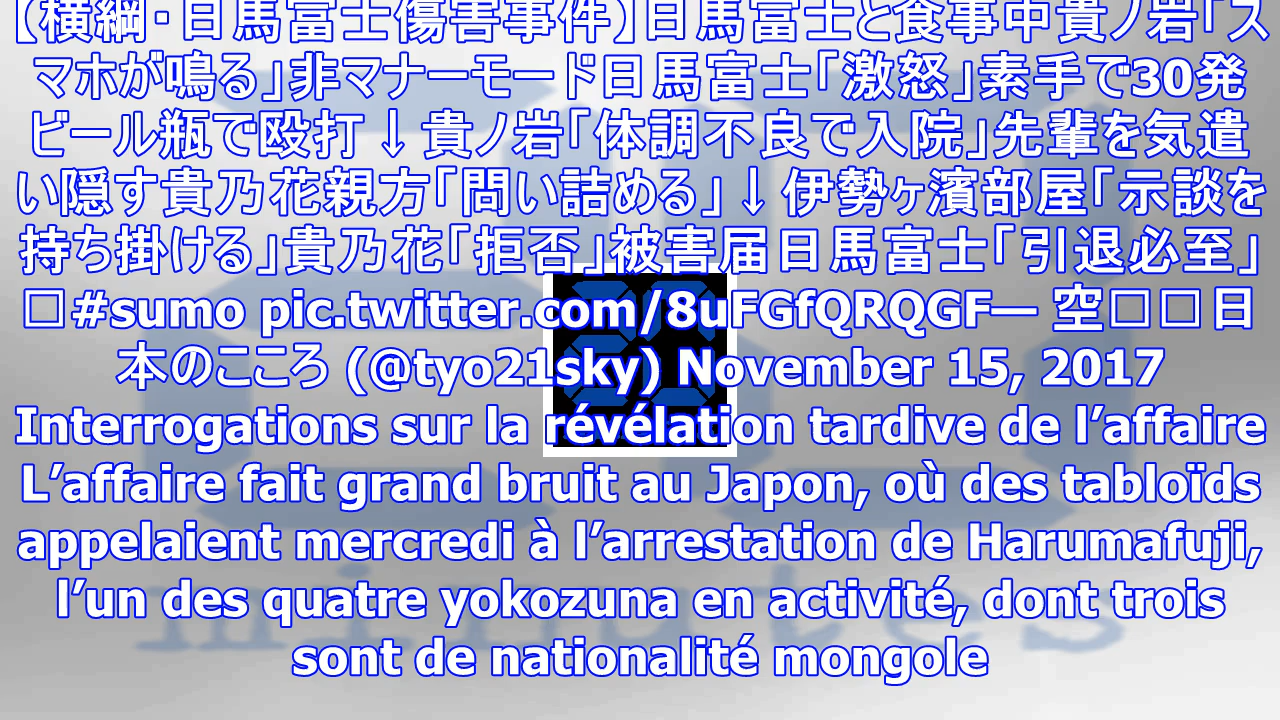 【横綱·日馬富士傷害事件】日馬富士と食事中貴ノ岩「ス
マホが鳴る」非マナーモード日馬富士「激怒」素手で30発
ビール瓶で殴打↓貴ノ岩「体調不良で入院」先輩を気遣
い隠す貴乃花親方「問い詰める」↓伊勢ヶ濱部屋「示談を
持ち掛ける」貴乃花「拒否」被害届日馬富士「引退必至」
□#sumo pic.twitter.com/8uFGfQRQGF— 空□□日
本のこころ (@tyo21sky) November 15, 2017
Interrogations sur la révélation tardive de l’affaire
L’affaire fait grand bruit au Japon, où des tabloïds
appelaient mercredi à l’arrestation de Harumafuji,
l’un des quatre yokozuna en activité, dont trois
sont de nationalité mongole
minutes